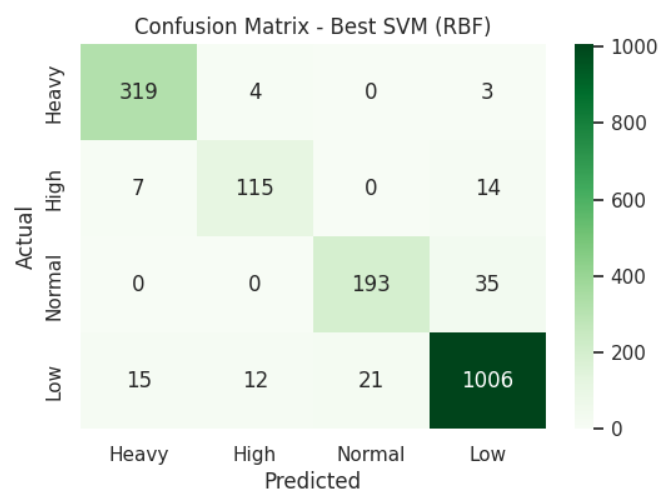 Confusion Matrix - Best SVM (RBF)
Actual
Heavy 319 4 0 3
High 7 115 0 14
Normal 0 0 193 35
Low 15 12 21 1006
Heavy High Normal Low
Predicted
1000
800
600
400
200
0